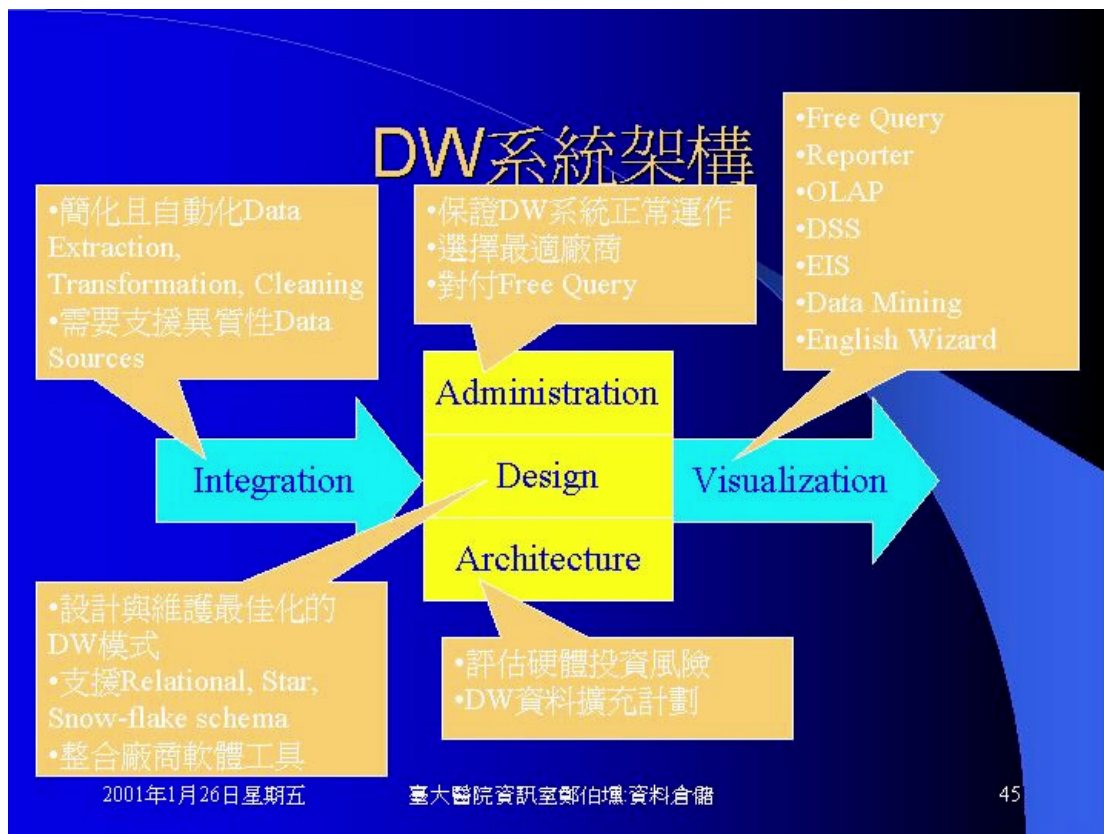 DW系統架構
•簡化且自動化Data
Extraction,
Transformation, Cleaning
•需要支援異質性Data
Sources
•保證DW系統正常運作
•選擇最適廠商
•對付Free Query
•Free Query
•Reporter
•OLAP
•DSS
•EIS
•Data Mining
•English Wizard
Integration
Administration
Design
Architecture
Visualization
•設計與維護最佳化的
DW模式
•支援Relational, Star,
Snow-flake schema
•整合廠商軟體工具
•評估硬體投資風險
•DW資料擴充計劃
2001年1月26日星期五
臺大醫院資訊室鄭伯壎:資料倉儲
45